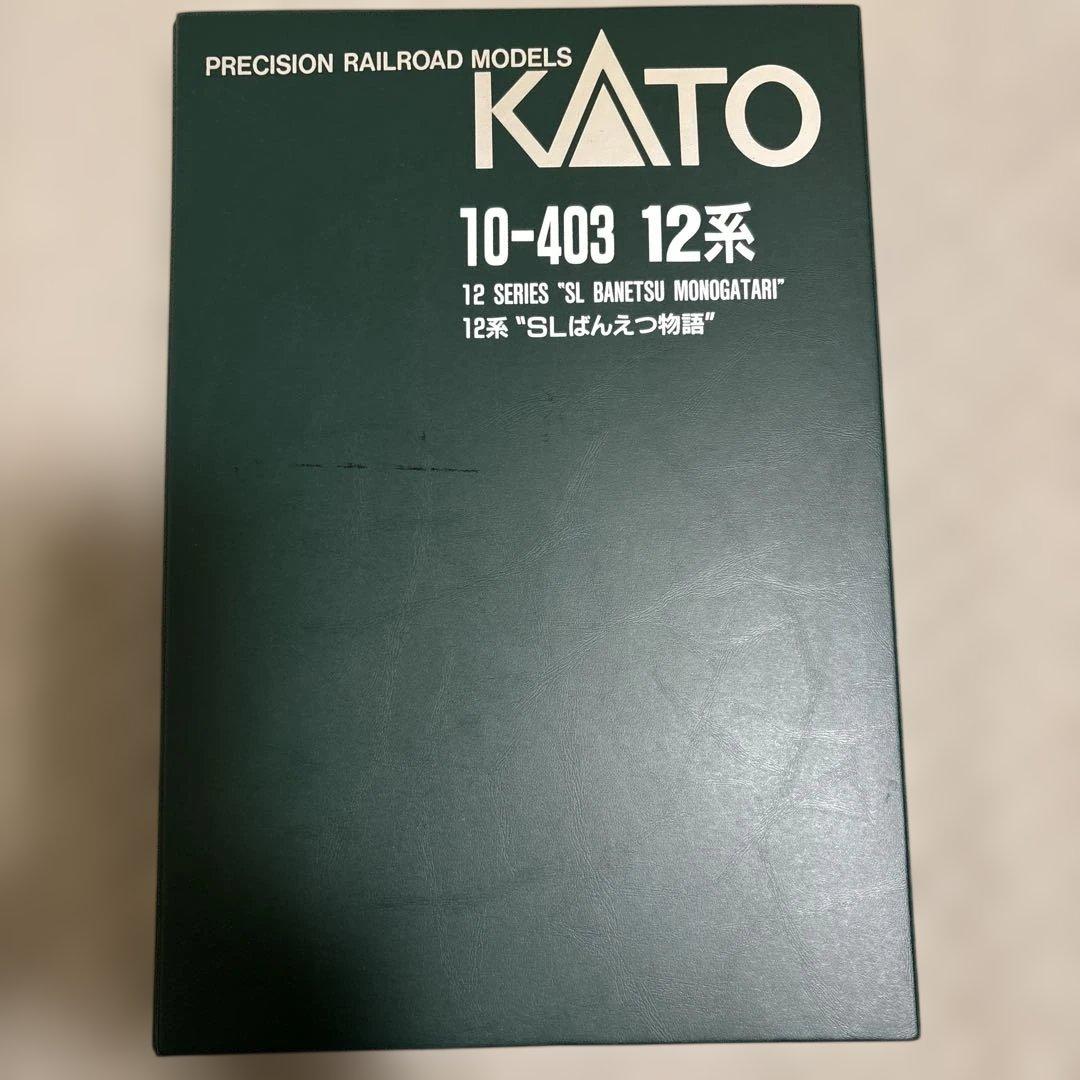 PRECISION RAILROAD MODELS
KATO
10-403 12系
12 SERIES "SL BANETSU MONOGATARI"
12系 "SLばんえつ物語"